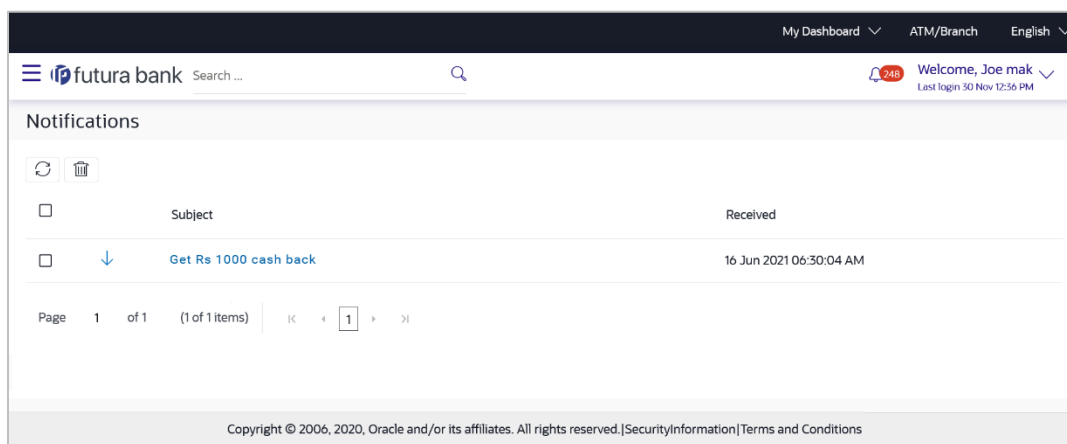 My Dashboard ATM/Branch English
futura bank Search ... 248 Welcome, Joe mak
Last login 30 Nov 12:36 PM
Notifications
Subject Received
Get Rs 1000 cash back 16 Jun 2021 06:30:04 AM
Page 1 of 1 (1 of 1 items) 1
Copyright © 2006, 2020, Oracle and/or its affiliates. All rights reserved.|SecurityInformation|Terms and Conditions